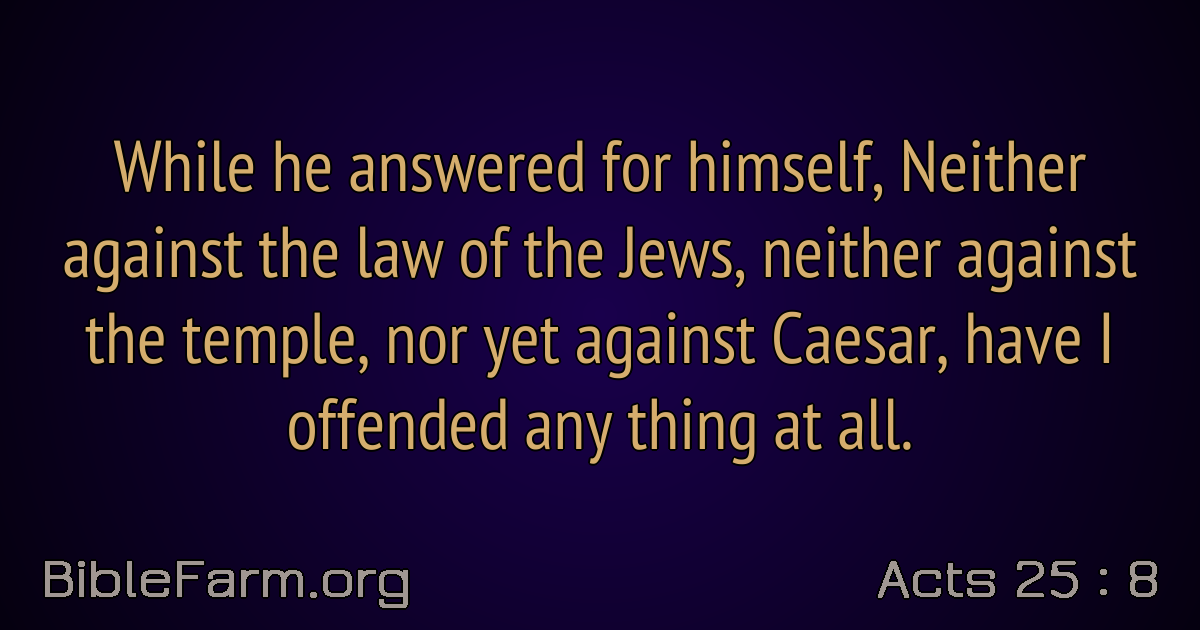 While he answered for himself, Neither
against the law of the Jews, neither against
the temple, nor yet against Caesar, have I
offended any thing at all.
BibleFarm.org
Acts 25 : 8